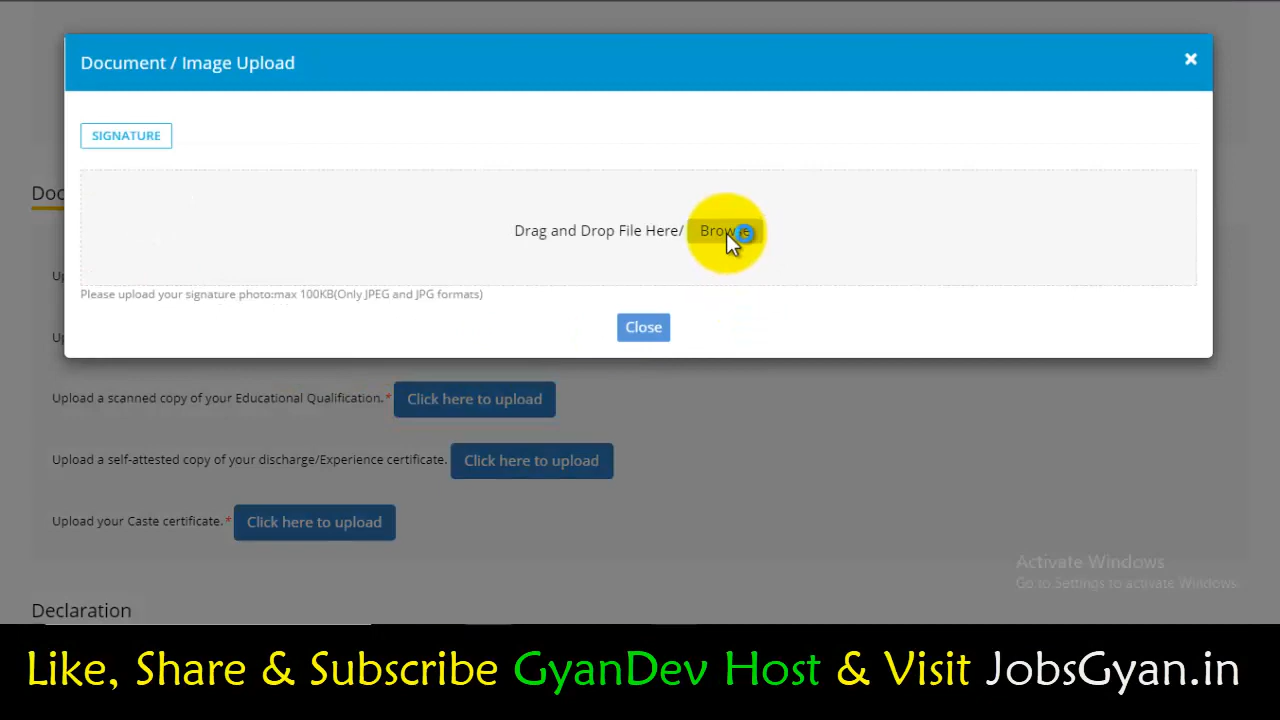 Document / Image Upload
SIGNATURE
Drag and Drop File Here/ Browse
Please upload your signature photo:max 100KB(Only JPEG and JPG formats)
Close
Doc
Up
Up
Upload a scanned copy of your Educational Qualification.* Click here to upload
Upload a self-attested copy of your discharge/Experience certificate. Click here to upload
Upload your Caste certificate.* Click here to upload
Activate Windows
Go to Settings to activate Windows.
Declaration
Like, Share & Subscribe GyanDev Host & Visit JobsGyan.in